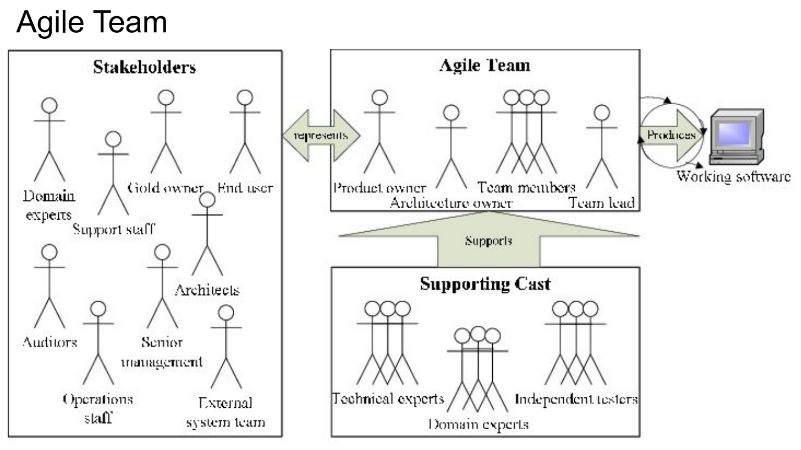 Agile Team
Stakeholders
Domain
experts
Support staff
Gold owner
End user
Architects
Auditors
Senior
management
Operations
staff
External
system team
represents
Agile Team
Product owner
Architecture owner
Team members
Team lead
Produces
Working software
Supports
Supporting Cast
Technical experts
Domain experts
Independent testers